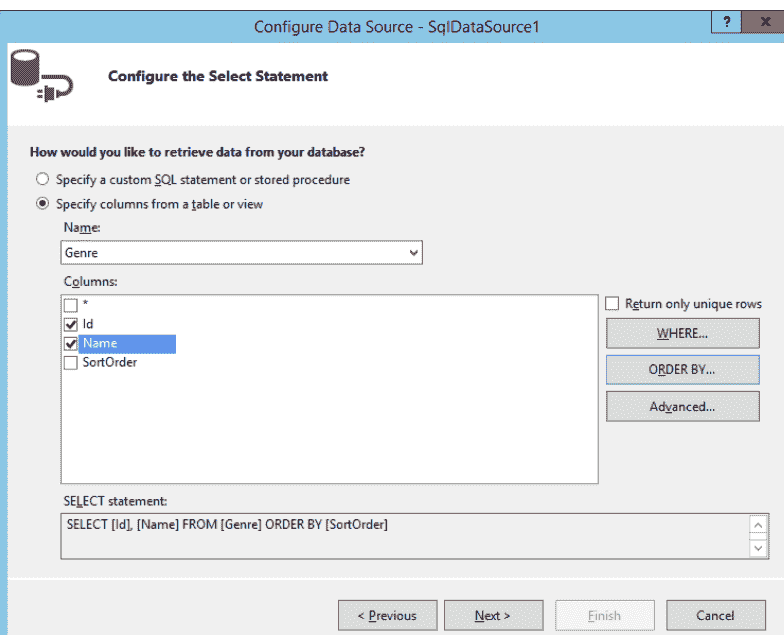 Configure Data Source - SqlDataSource1
? x
Configure the Select Statement
How would you like to retrieve data from your database?
Specify a custom SQL statement or stored procedure
Specify columns from a table or view
Name:
Genre
Columns:
*
Return only unique rows
Id
WHERE...
Name
SortOrder
ORDER BY...
Advanced...
SELECT statement:
SELECT [Id], [Name] FROM [Genre] ORDER BY [SortOrder]
< Previous
Next >
Finish
Cancel